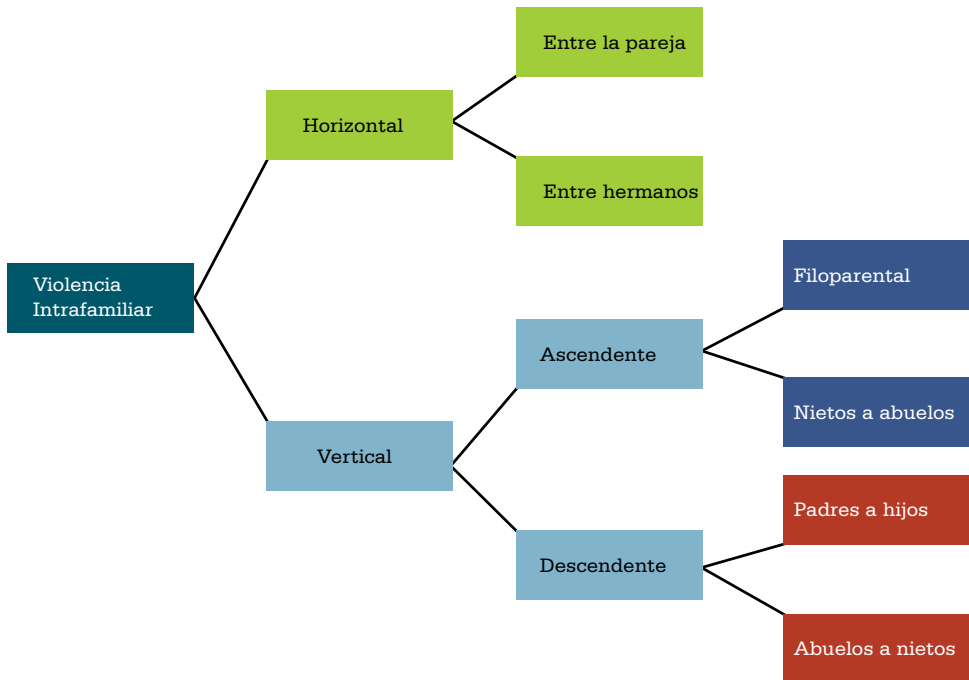 Entre la pareja
Horizontal
Entre hermanos
Violencia
Intrafamiliar
Filoparental
Ascendente
Nietos a abuelos
Vertical
Padres a hijos
Descendente
Abuelos a nietos